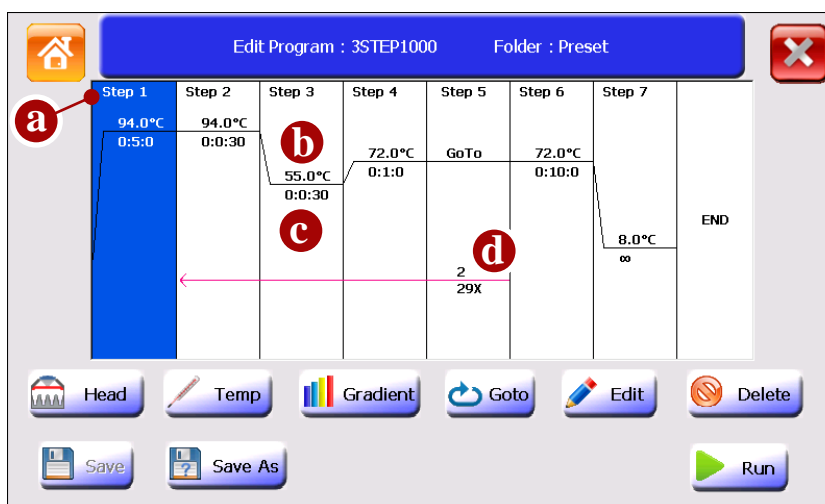 Edit Program : 3STEP1000 Folder : Preset
a
Step 1 Step 2 Step 3 Step 4 Step 5 Step 6 Step 7
94.0°C 94.0°C b 72.0°C GoTo 72.0°C
0:5:0 0:0:30 55.0°C 0:1:0 0:10:0
0:0:30
END
c d 8.0°C
∞
2
29X
Head Temp Gradient Goto Edit Delete
Save ? Save As Run